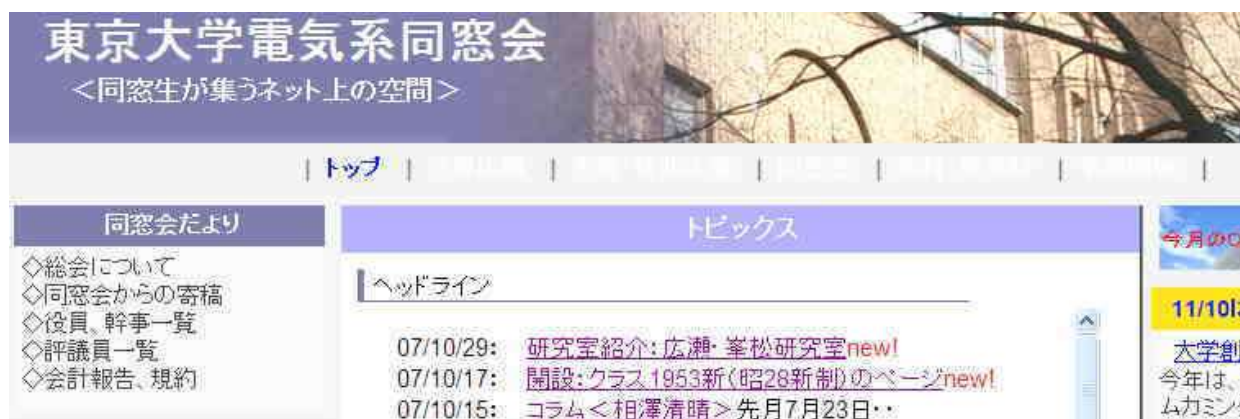 東京大学電気系同窓会
＜同窓生が集うネット上の空間＞
| トップ |
同窓会だより
◇総会について
◇同窓会からの寄稿
◇役員、幹事一覧
◇評議員一覧
◇会計報告、規約
トピックス
ヘッドライン
07/10/29: 研究室紹介：広瀬・峯松研究室new!
07/10/17: 開設：クラス1953新（昭28新制）のページnew!
07/10/15: コラム＜相澤清晴＞先月7月23日・・
今月の
11/10
大学創
今年は、
ムカミン